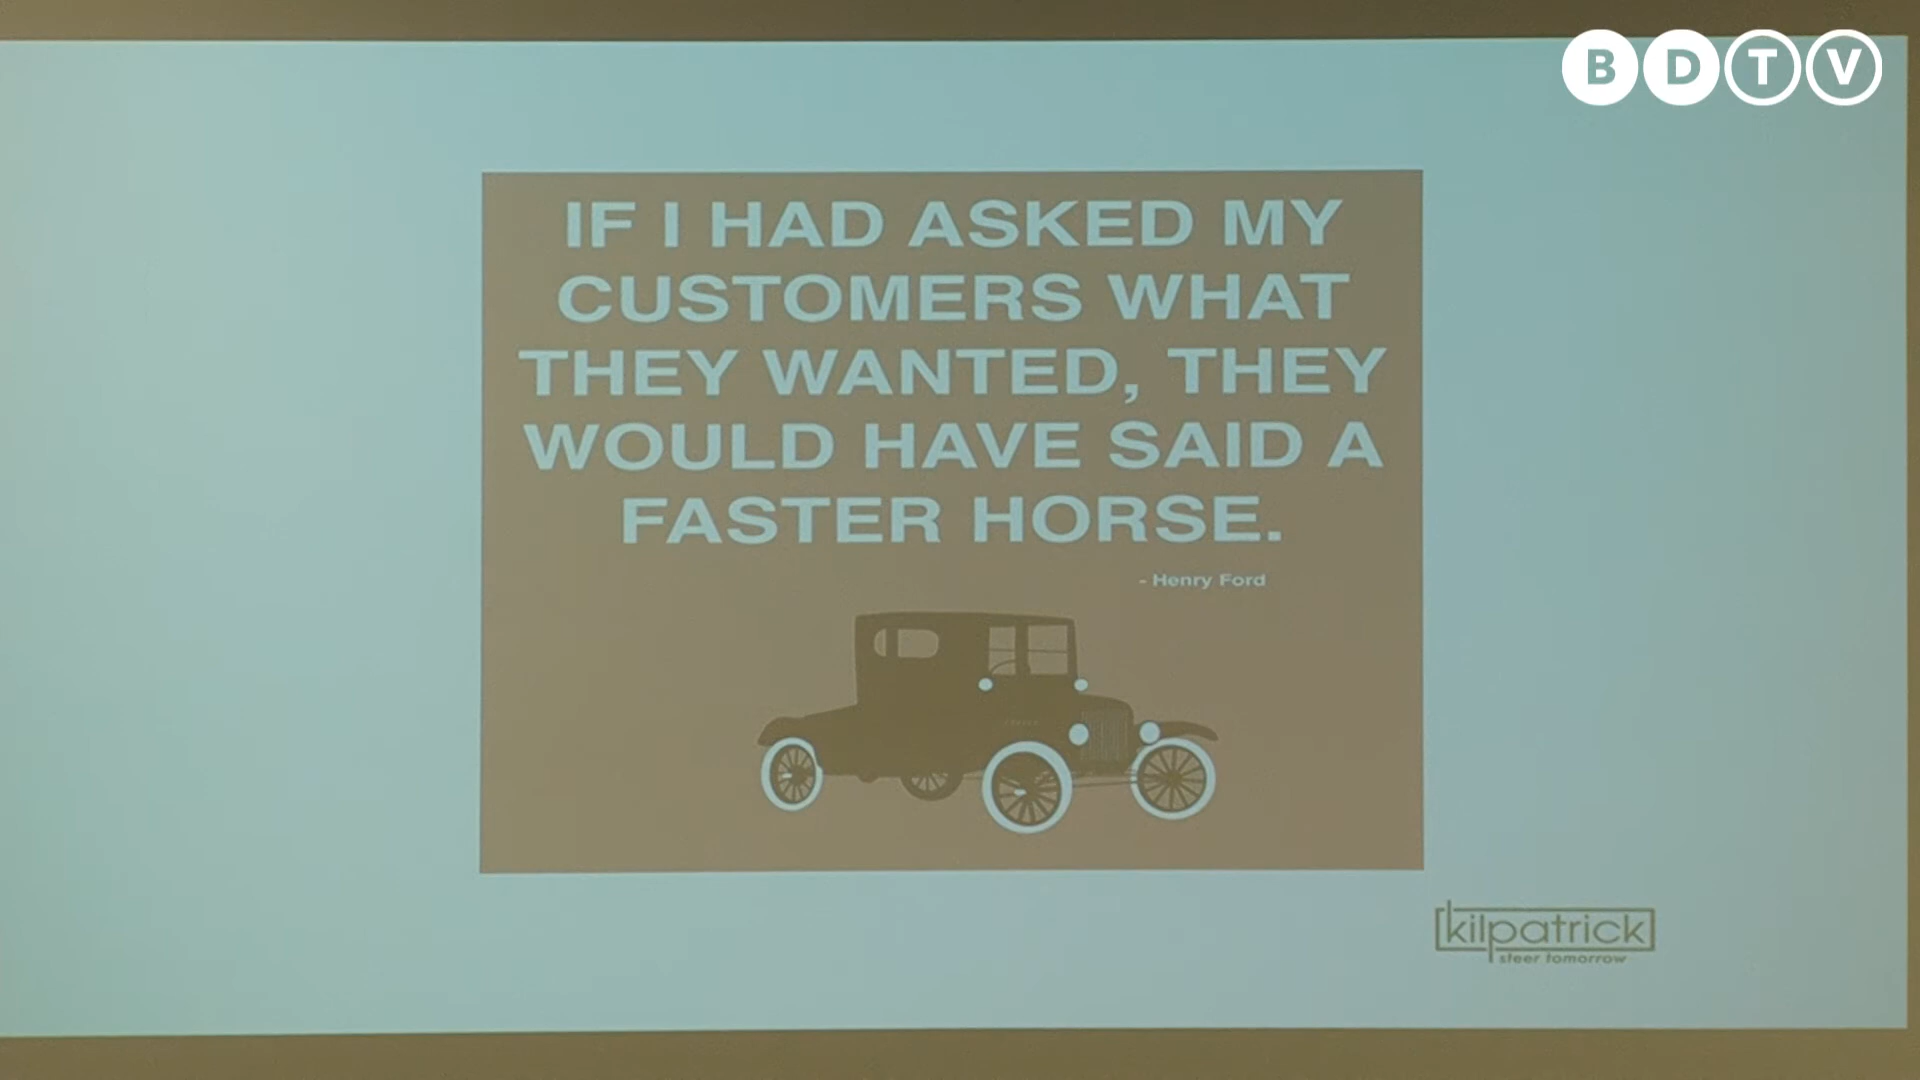 BDTV
IF I HAD ASKED MY
CUSTOMERS WHAT
THEY WANTED, THEY
WOULD HAVE SAID A
FASTER HORSE.
- Henry Ford
kilpatrick
steer tomorrow